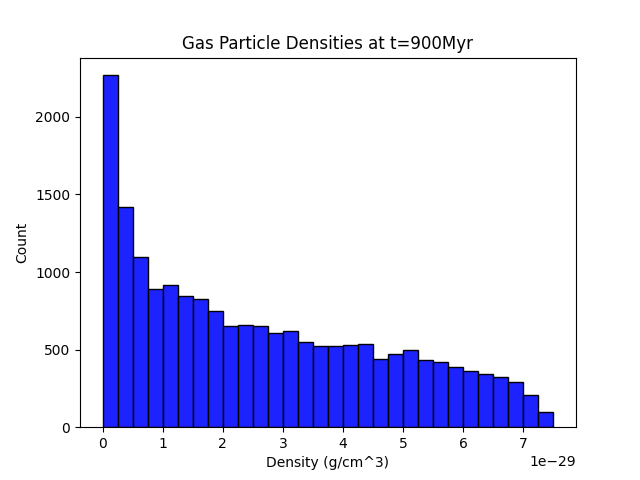 Gas Particle Densities at t=900Myr
2000
1500
1000
500
0
Count
0 1 2 3 4 5 6 7
Density (g/cm^3)
1e−29